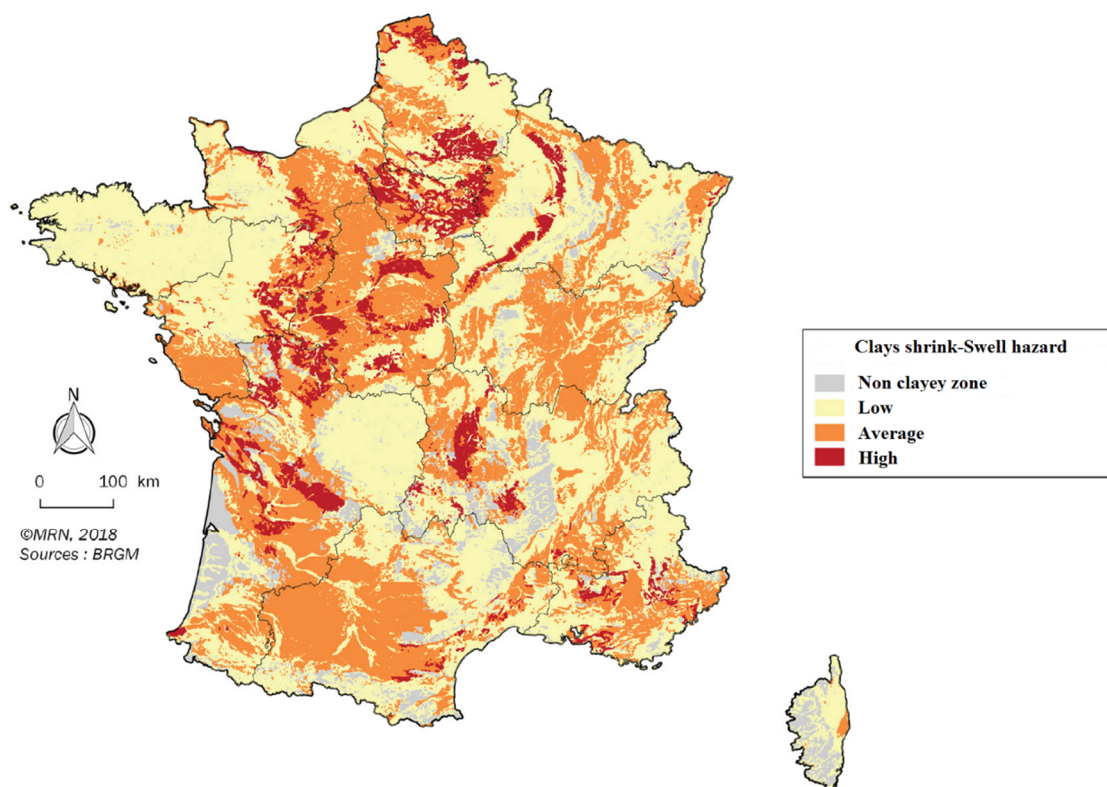 Clays shrink-Swell hazard
Non clayey zone
Low
Average
High
N
0 100 km
©MRN, 2018
Sources : BRGM